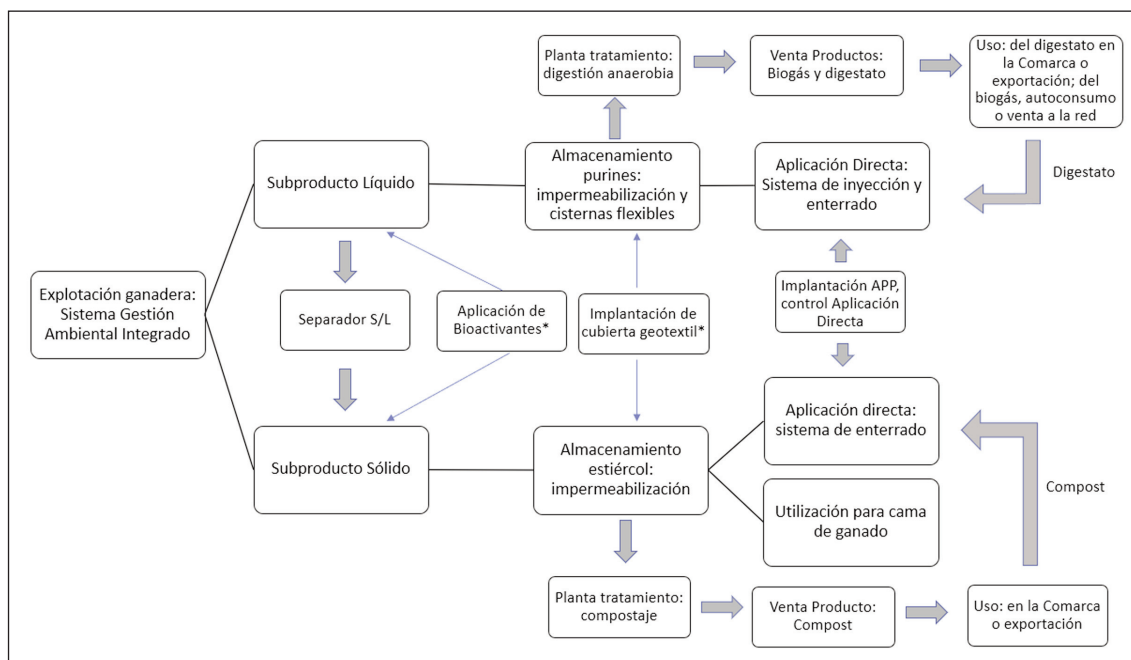 Planta tratamiento:
digestión anaerobia
Venta Productos:
Biogás y digestato
Uso: del digestato en
la Comarca o
exportación; del
biogás, autoconsumo
o venta a la red
Subproducto Líquido
Almacenamiento
purines:
impermeabilización y
cisternas flexibles
Aplicación Directa:
Sistema de inyección y
enterrado
Digestato
Explotación ganadera:
Sistema Gestión
Ambiental Integrado
Separador S/L
Aplicación de
Bioactivantes*
Implantación de
cubierta geotextil*
Implantación APP,
control Aplicación
Directa
Subproducto Sólido
Almacenamiento
estiércol:
impermeabilización
Aplicación directa:
sistema de enterrado
Utilización para cama
de ganado
Compost
Planta tratamiento:
compostaje
Venta Producto:
Compost
Uso: en la Comarca
o exportación